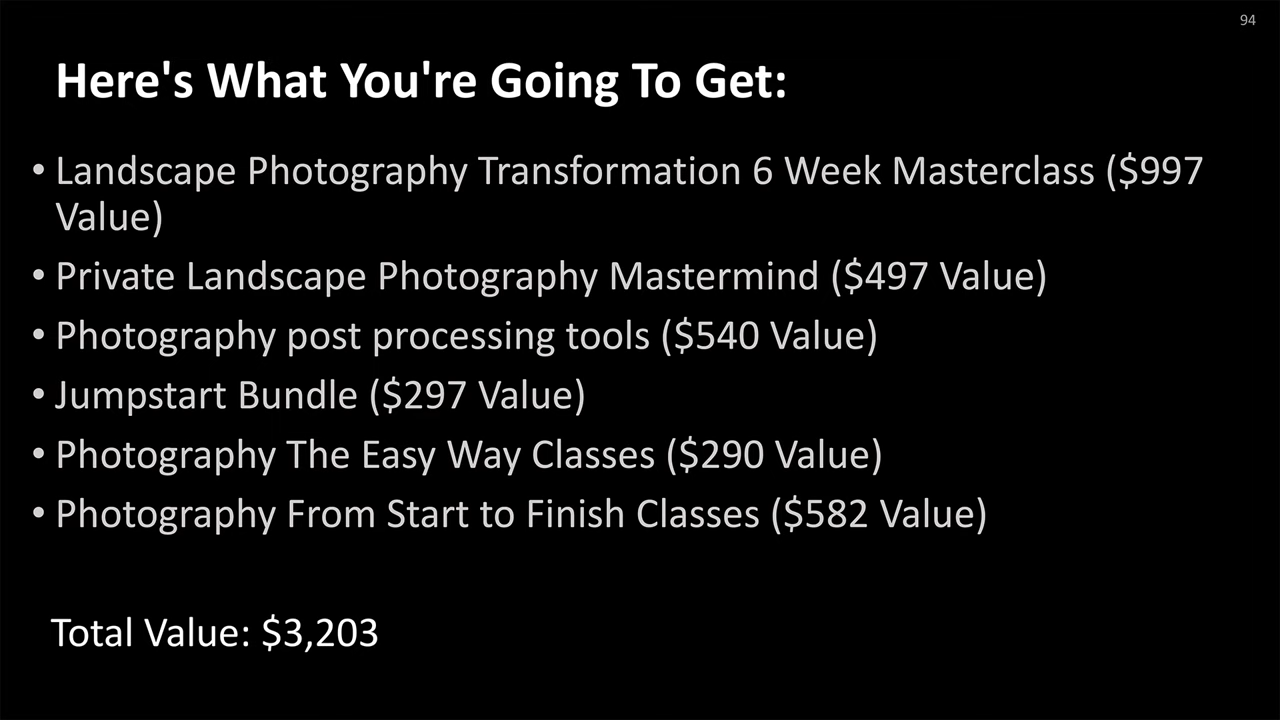 94
Here's What You're Going To Get:
• Landscape Photography Transformation 6 Week Masterclass ($997
Value)
• Private Landscape Photography Mastermind ($497 Value)
• Photography post processing tools ($540 Value)
• Jumpstart Bundle ($297 Value)
• Photography The Easy Way Classes ($290 Value)
• Photography From Start to Finish Classes ($582 Value)
Total Value: $3,203